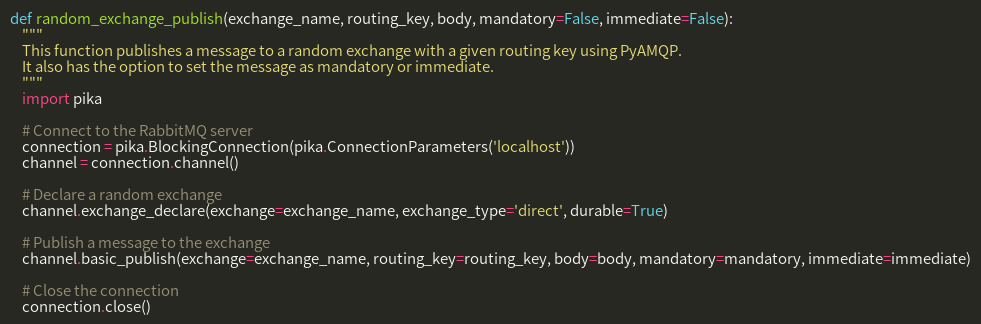 def random_exchange_publish(exchange_name, routing_key, body, mandatory=False, immediate=False):
    """
    This function publishes a message to a random exchange with a given routing key using PyAMQP.
    It also has the option to set the message as mandatory or immediate.
    """
    import pika

    # Connect to the RabbitMQ server
    connection = pika.BlockingConnection(pika.ConnectionParameters('localhost'))
    channel = connection.channel()

    # Declare a random exchange
    channel.exchange_declare(exchange=exchange_name, exchange_type='direct', durable=True)

    # Publish a message to the exchange
    channel.basic_publish(exchange=exchange_name, routing_key=routing_key, body=body, mandatory=mandatory, immediate=immediate)

    # Close the connection
    connection.close()